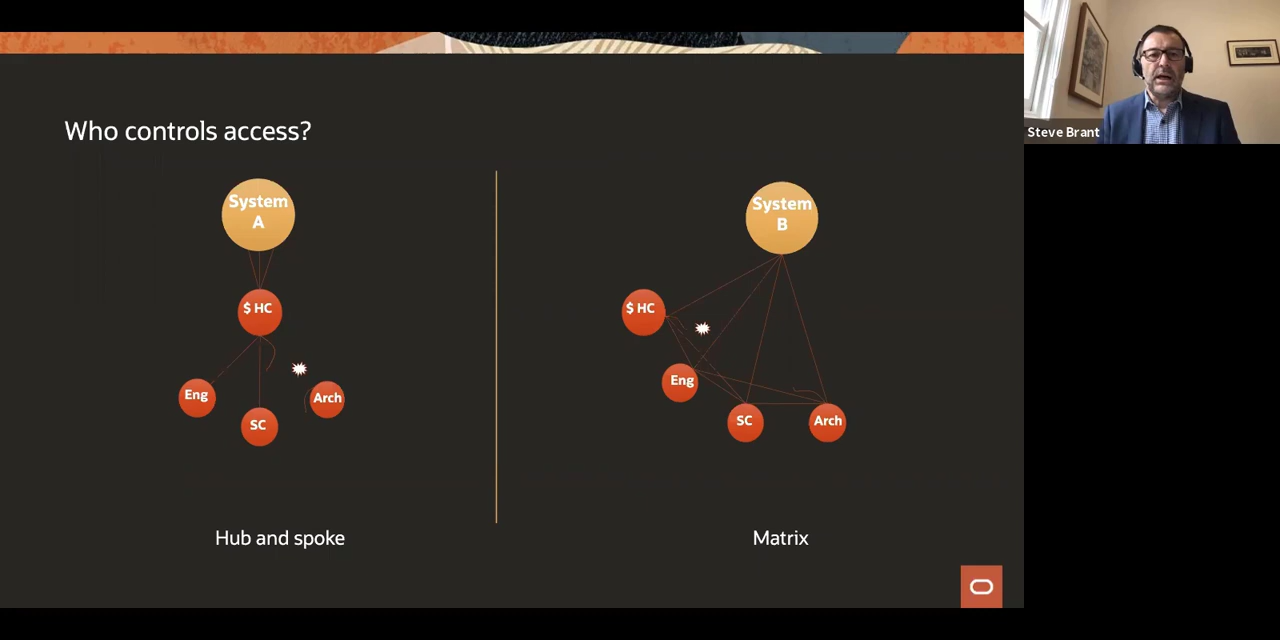 Who controls access?
System
A
$ HC
Eng
SC
Arch
Hub and spoke
System
B
$ HC
Eng
SC
Arch
Matrix
Steve Brant